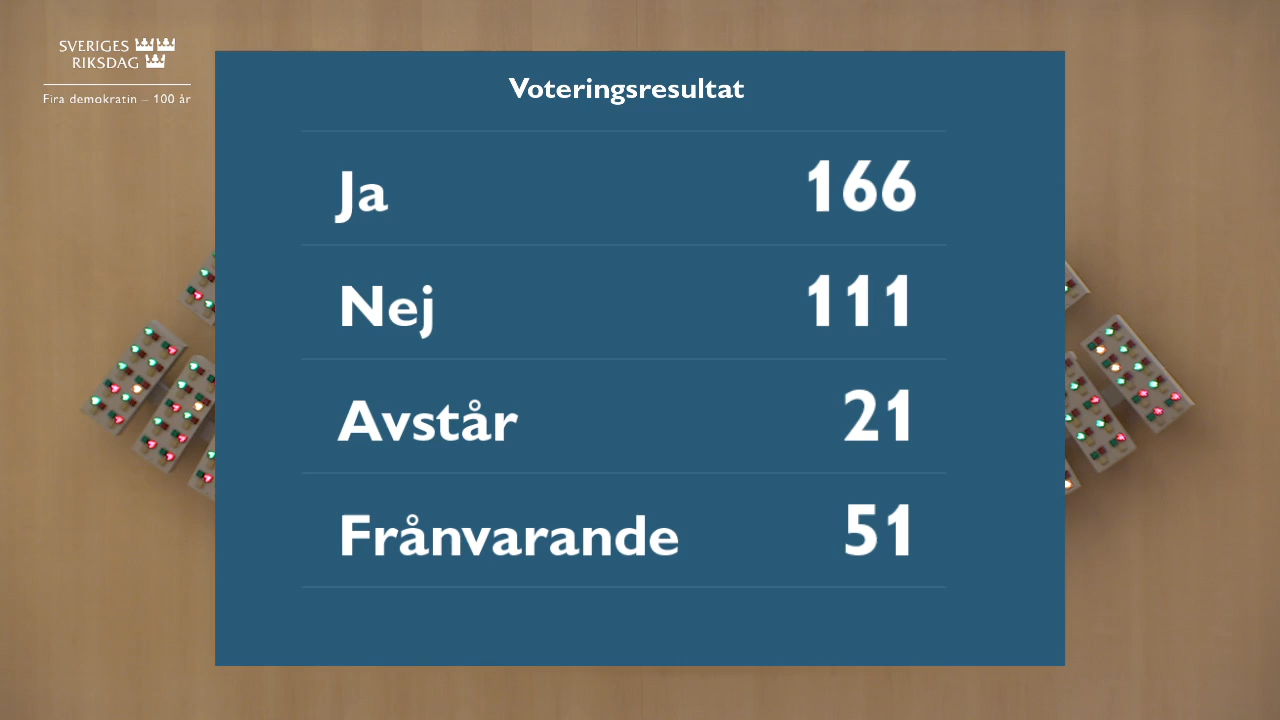 SVERIGES
RIKSDAG
Fira demokratin – 100 år
Voteringsresultat
Ja 166
Nej 111
Avstår 21
Frånvarande 51